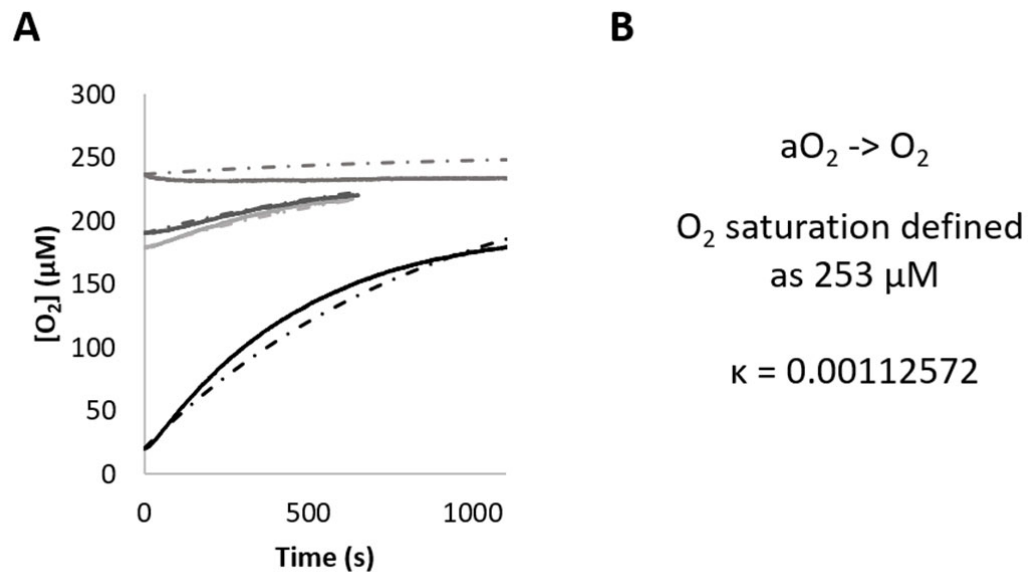 A
B
300
250
200
150
100
50
0
[O₂] (µM)
0
500
1000
Time (s)
aO₂ -> O₂
O₂ saturation defined
as 253 µM
κ = 0.00112572